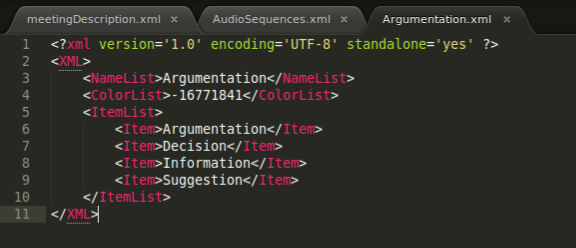 meetingDescription.xml × AudioSequences.xml × Argumentation.xml ×
1 <?xml version='1.0' encoding='UTF-8' standalone='yes' ?>
2 <XML>
3 <NameList>Argumentation</NameList>
4 <ColorList>-16771841</ColorList>
5 <ItemList>
6 <Item>Argumentation</Item>
7 <Item>Decision</Item>
8 <Item>Information</Item>
9 <Item>Suggestion</Item>
10 </ItemList>
11 </XML>